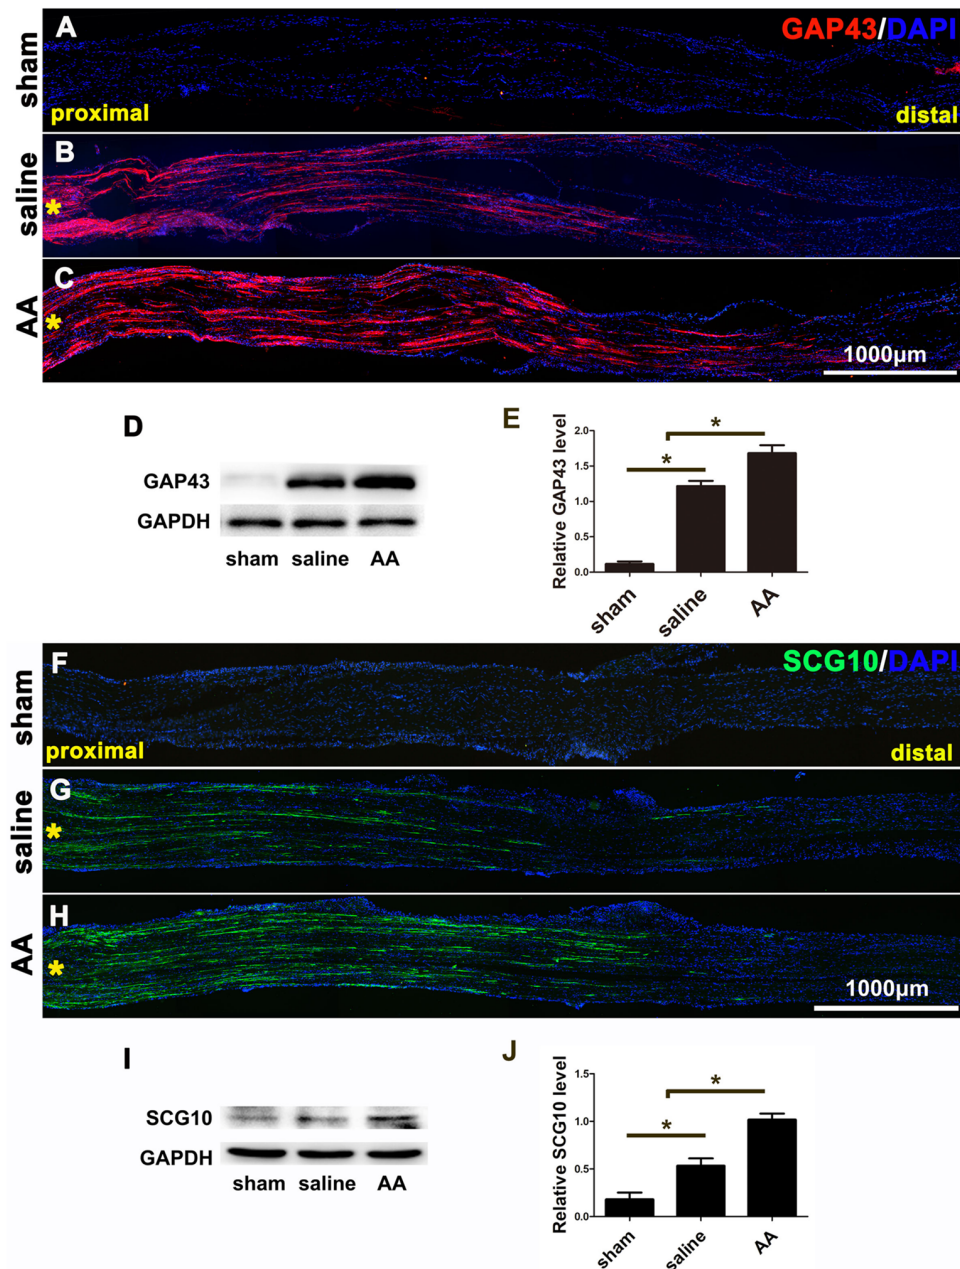 A
GAP43/DAPI
sham
proximal
distal
B
saline
*
C
AA
*
1000μm
D
GAP43
GAPDH
sham saline AA
E
Relative GAP43 level
2.0
1.5
1.0
0.5
0.0
*
*
sham
saline
AA
F
SCG10/DAPI
sham
proximal
distal
G
saline
*
H
AA
*
1000μm
I
SCG10
GAPDH
sham saline AA
J
Relative SCG10 level
1.5
1.0
0.5
0.0
*
*
sham
saline
AA